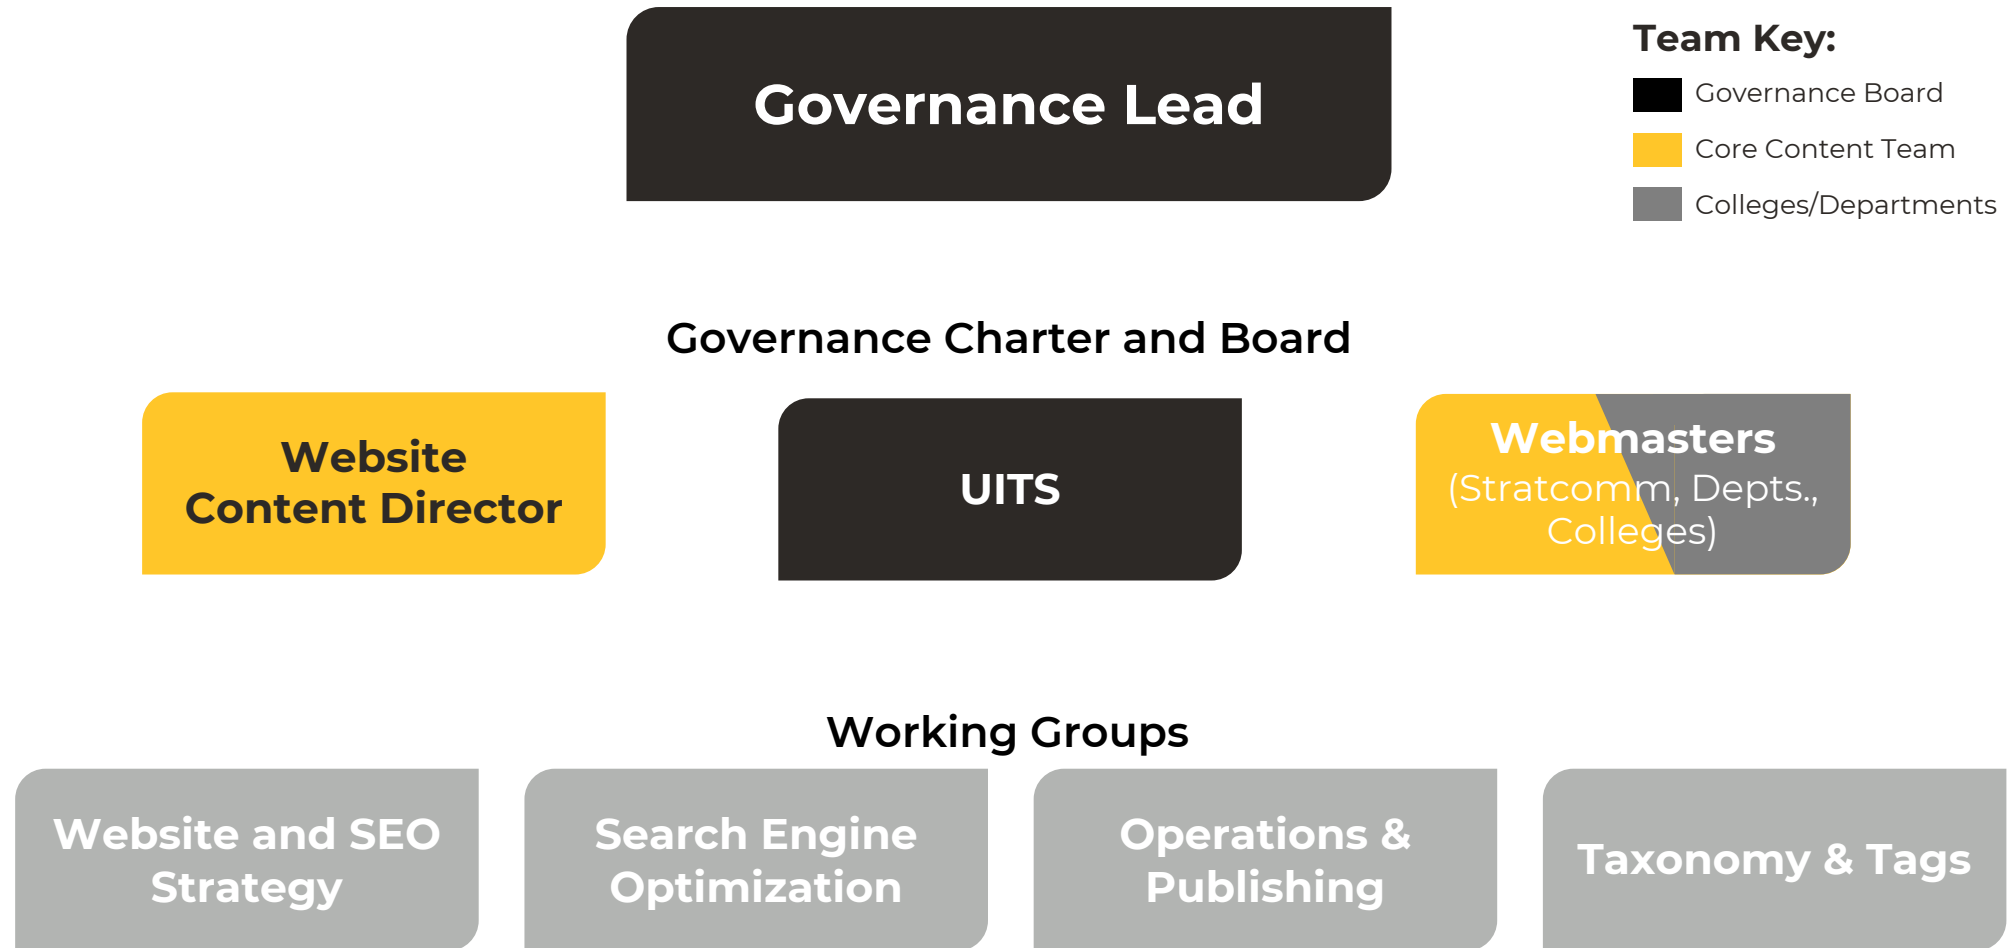 Governance Lead
Team Key:
Governance Board
Core Content Team
Colleges/Departments
Governance Charter and Board
Website
Content Director
UITS
Webmasters
(Stratcomm, Depts.,
Colleges)
Working Groups
Website and SEO
Strategy
Search Engine
Optimization
Operations &
Publishing
Taxonomy & Tags